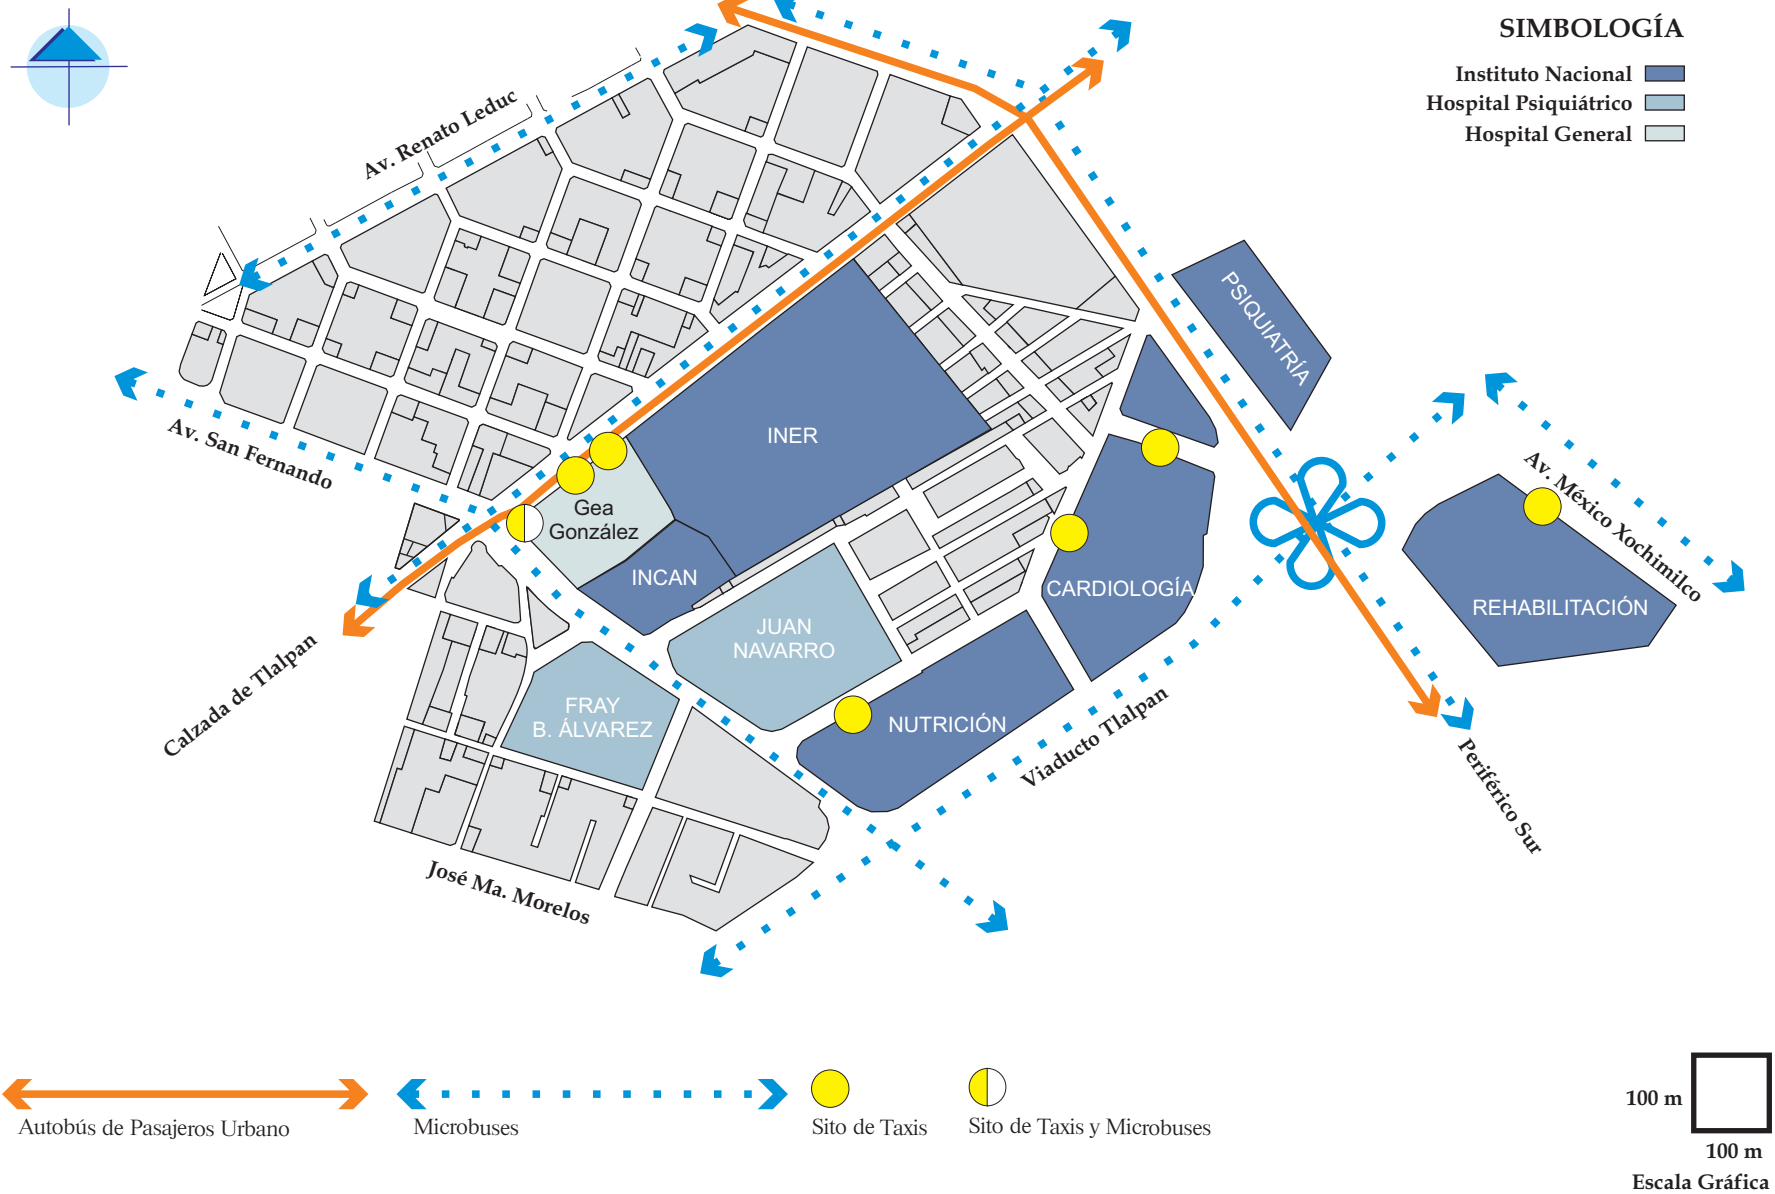 SIMBOLOGÍA
Instituto Nacional
Hospital Psiquiátrico
Hospital General
Av. Renato Leduc
PSIQUIATRÍA
Av. San Fernando
INER
Av. México Xochimilco
Gea
González
INCAN
CARDIOLOGÍA
REHABILITACIÓN
JUAN
NAVARRO
Calzada de Tlalpan
FRAY
B. ÁLVAREZ
NUTRICIÓN
Viaducto Tlalpan
Periférico Sur
José Ma. Morelos
Autobús de Pasajeros Urbano
Microbuses
Sito de Taxis
Sito de Taxis y Microbuses
100 m
100 m
Escala Gráfica